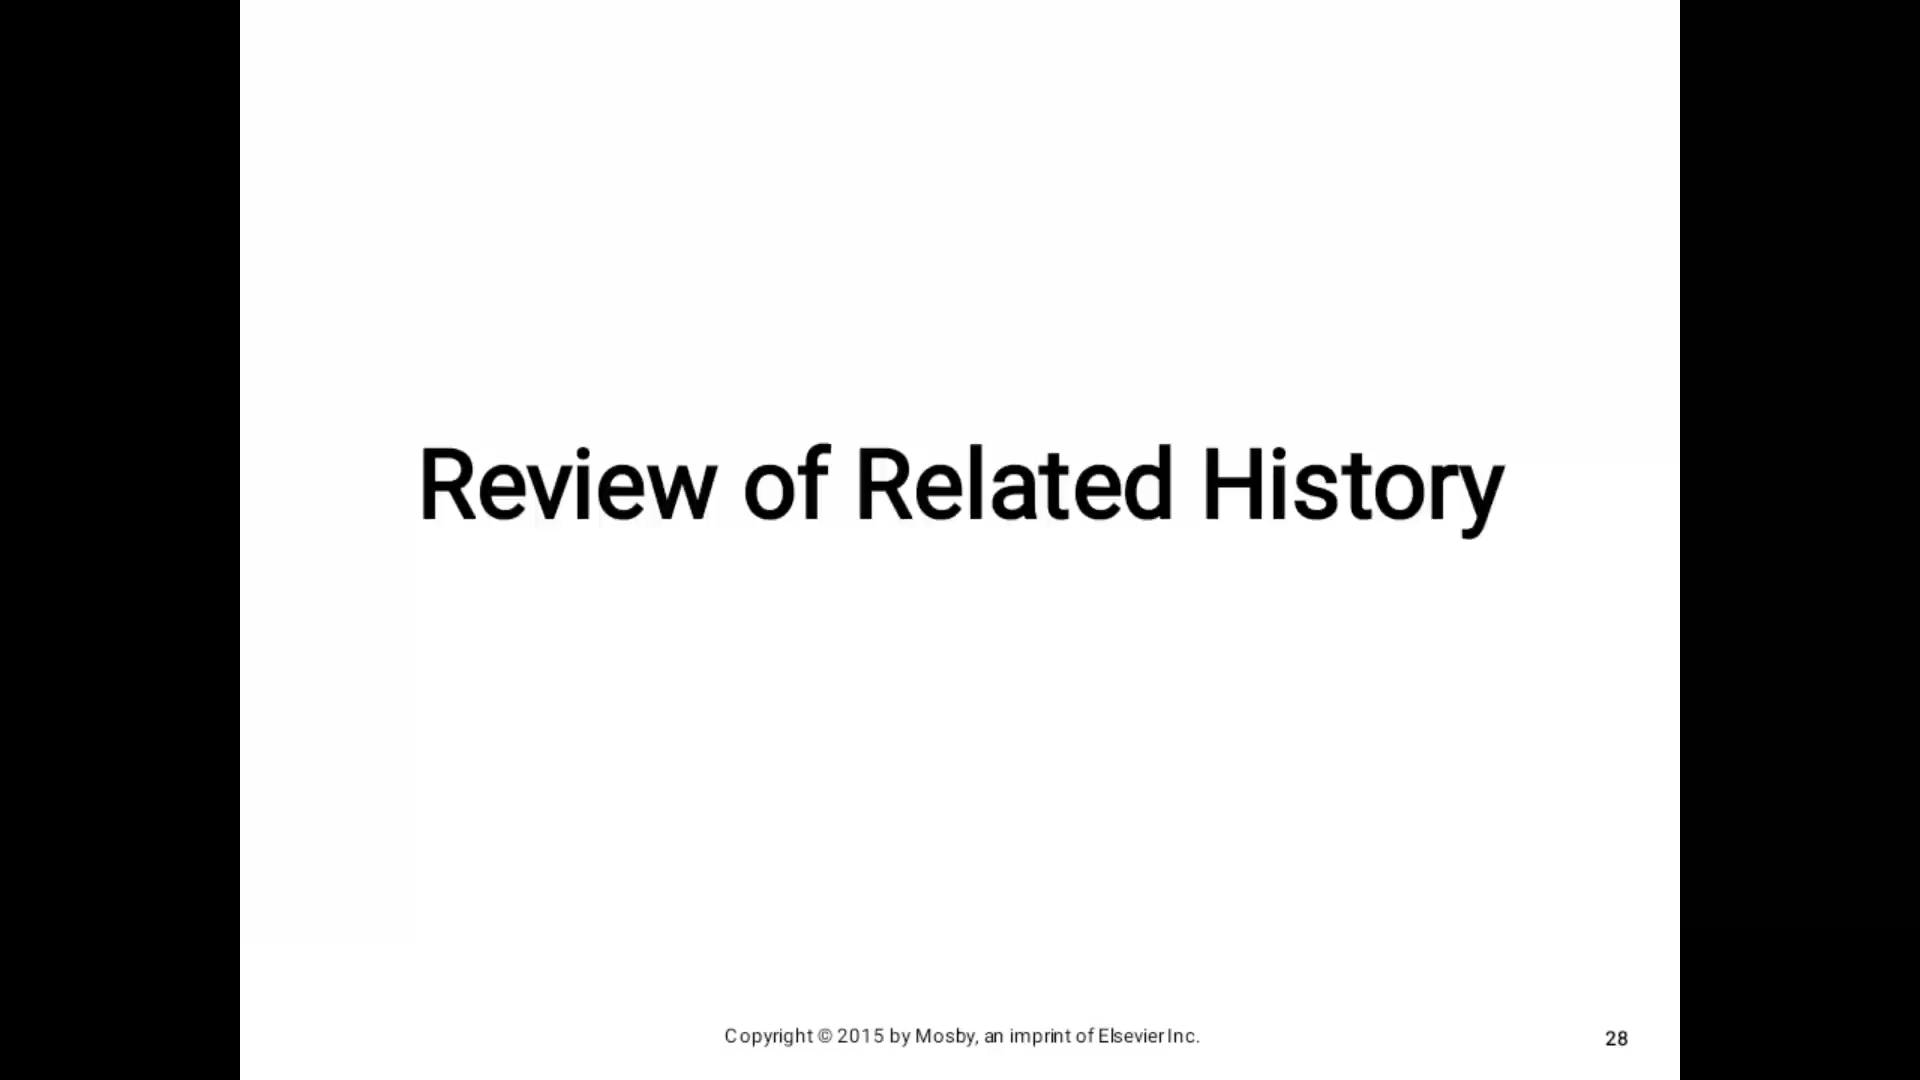 Review of Related History
Copyright © 2015 by Mosby, an imprint of Elsevier Inc.
28